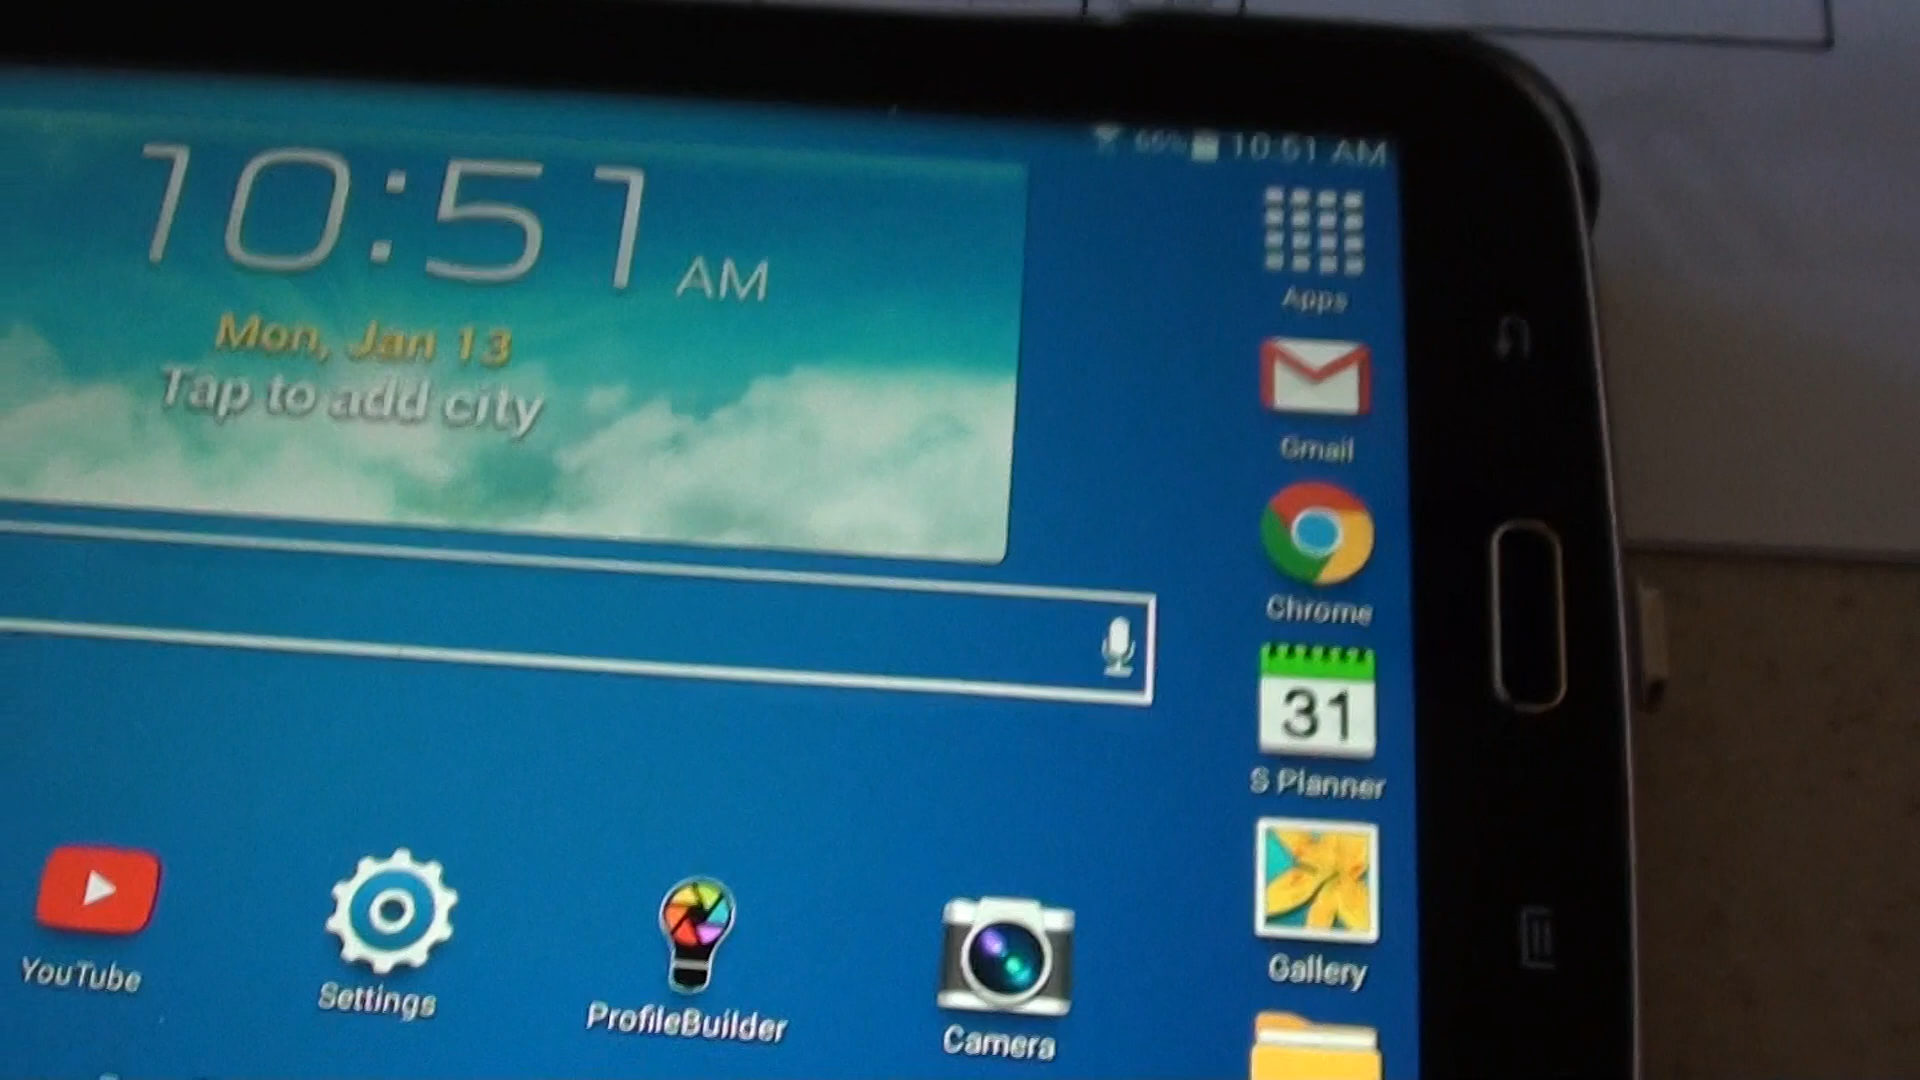 10:51 AM
10:51 AM
Mon, Jan 13
Tap to add city
Apps
Gmail
Chrome
31
S Planner
Gallery
YouTube
Settings
ProfileBuilder
Camera